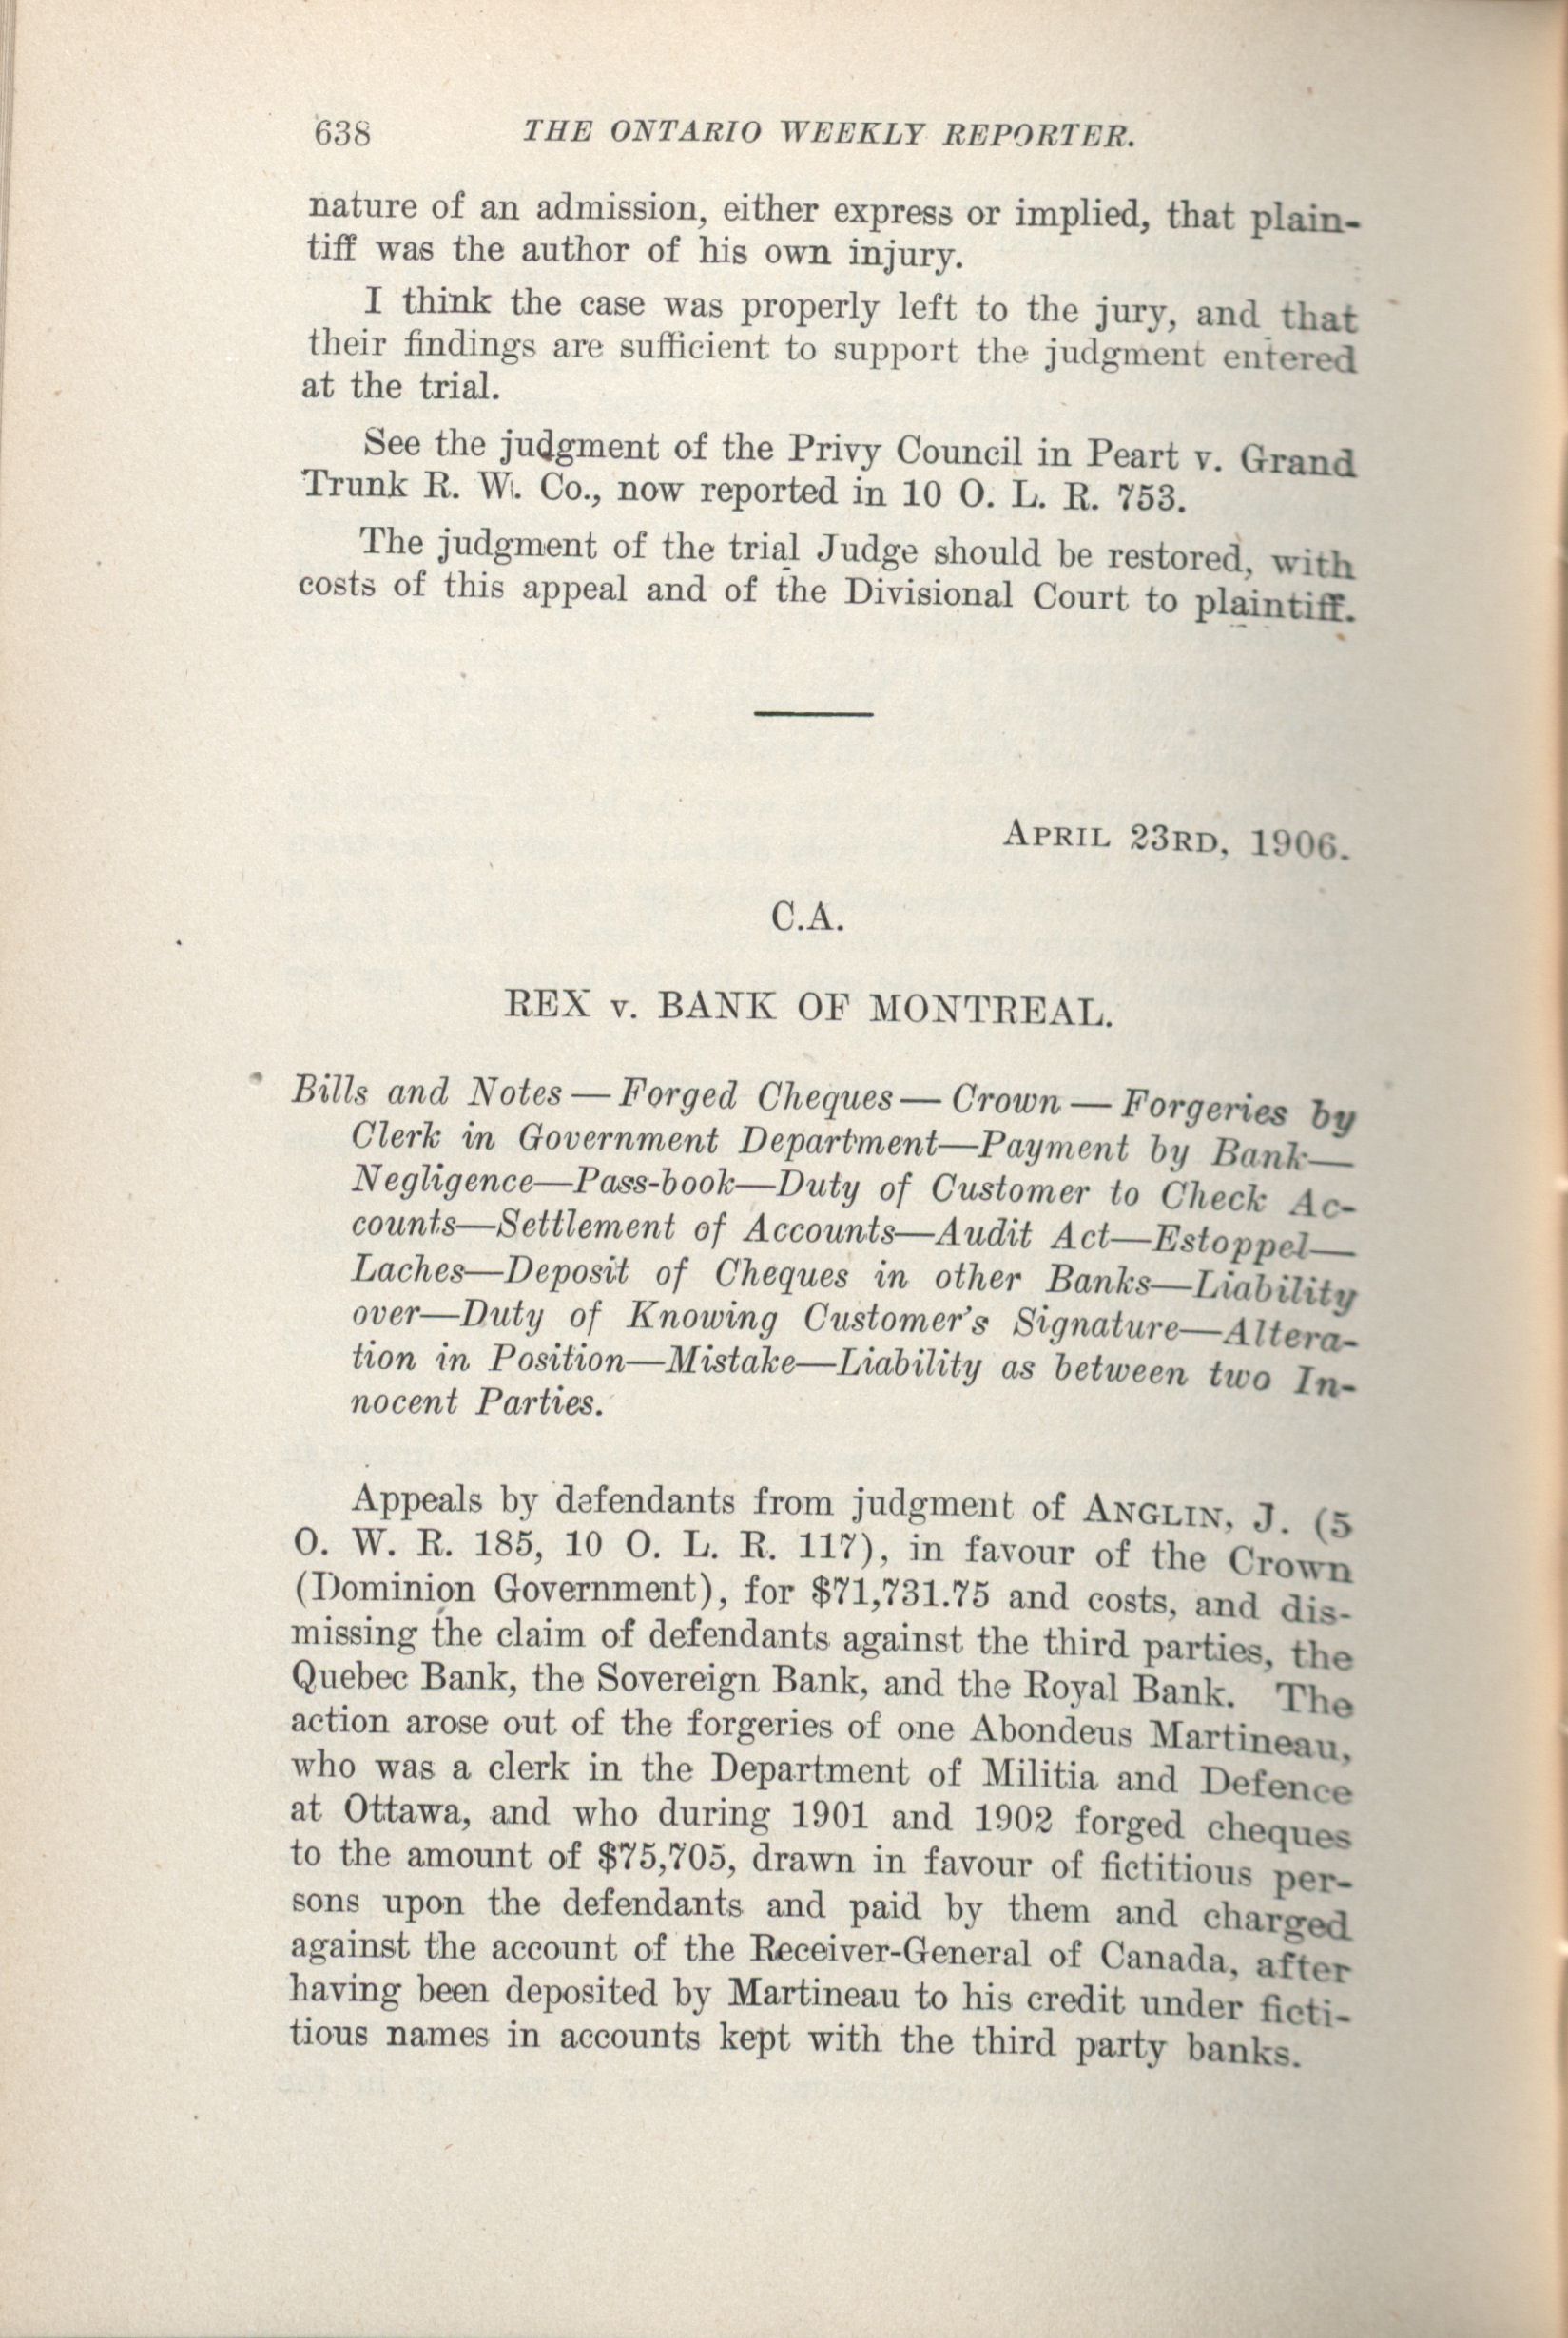 638 THE ONTARIO WEEKLY REPORTER.
nature of an admission, either express or implied, that plain-
tiff was the author of his own injury.
I think the case was properly left to the jury, and that
their findings are sufficient to support the judgment entered
at the trial.
See the judgment of the Privy Council in Peart v. Grand
Trunk R. W. Co., now reported in 10 O. L. R. 753.
The judgment of the trial Judge should be restored, with
costs of this appeal and of the Divisional Court to plaintiff.
APRIL 23RD, 1906.
C.A.
REX v. BANK OF MONTREAL.
Bills and Notes — Forged Cheques — Crown — Forgeries by
Clerk in Government Department—Payment by Bank—
Negligence—Pass-book—Duty of Customer to Check Ac-
counts—Settlement of Accounts—Audit Act—Estoppel—
Laches—Deposit of Cheques in other Banks—Liability
over—Duty of Knowing Customer's Signature—Altera-
tion in Position—Mistake—Liability as between two In-
nocent Parties.
Appeals by defendants from judgment of ANGLIN, J. (5
O. W. R. 185, 10 O. L. R. 117), in favour of the Crown
(Dominion Government), for $71,731.75 and costs, and dis-
missing the claim of defendants against the third parties, the
Quebec Bank, the Sovereign Bank, and the Royal Bank. The
action arose out of the forgeries of one Abondeus Martineau,
who was a clerk in the Department of Militia and Defence
at Ottawa, and who during 1901 and 1902 forged cheques
to the amount of $75,705, drawn in favour of fictitious per-
sons upon the defendants and paid by them and charged
against the account of the Receiver-General of Canada, after
having been deposited by Martineau to his credit under ficti-
tious names in accounts kept with the third party banks.